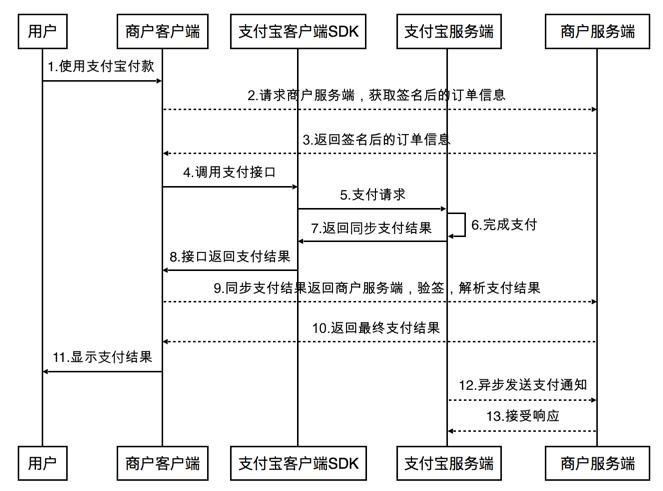 用户
商户客户端
支付宝客户端SDK
支付宝服务端
商户服务端
1.使用支付宝付款
2.请求商户服务端，获取签名后的订单信息
3.返回签名后的订单信息
4.调用支付接口
5.支付请求
6.完成支付
7.返回同步支付结果
8.接口返回支付结果
9.同步支付结果返回商户服务端，验签，解析支付结果
10.返回最终支付结果
11.显示支付结果
12.异步发送支付通知
13.接受响应
用户
商户客户端
支付宝客户端SDK
支付宝服务端
商户服务端